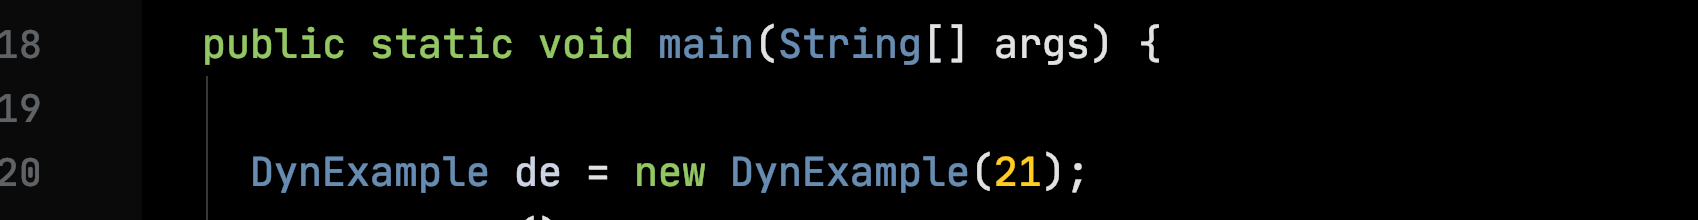 18 public static void main(String[] args) {
19
20 DynExample de = new DynExample(21);